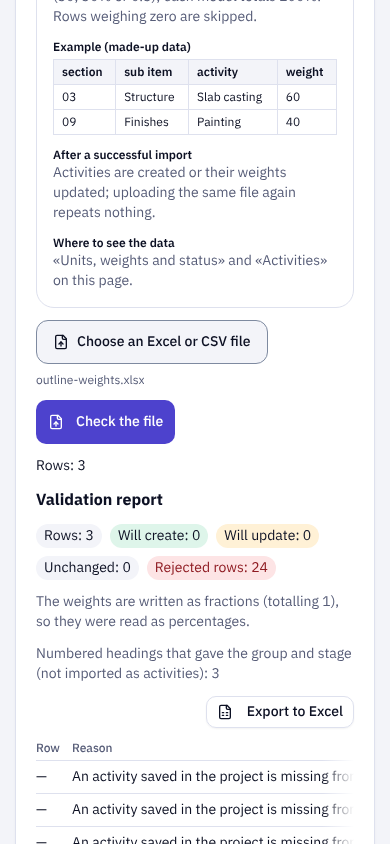 Rows weighing zero are skipped.
Example (made-up data)
section sub item activity weight
03 Structure Slab casting 60
09 Finishes Painting 40
After a successful import
Activities are created or their weights
updated; uploading the same file again
repeats nothing.
Where to see the data
«Units, weights and status» and «Activities»
on this page.
Choose an Excel or CSV file
outline-weights.xlsx
Check the file
Rows: 3
Validation report
Rows: 3 Will create: 0 Will update: 0
Unchanged: 0 Rejected rows: 24
The weights are written as fractions (totalling 1),
so they were read as percentages.
Numbered headings that gave the group and stage
(not imported as activities): 3
Export to Excel
Row Reason
— An activity saved in the project is missing
— An activity saved in the project is missing
— An activity saved in the project is missing